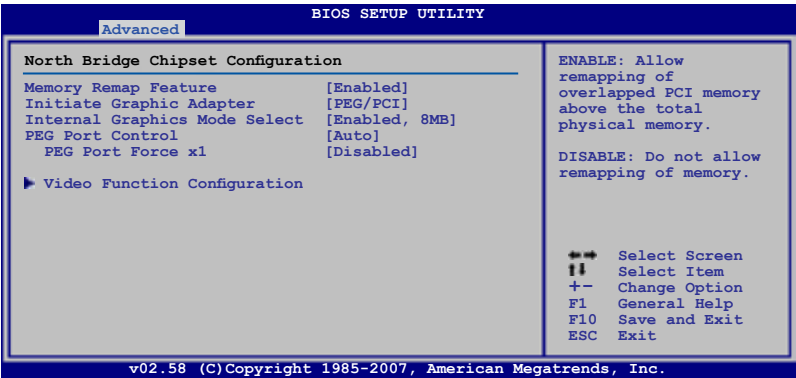 BIOS SETUP UTILITY
Advanced
North Bridge Chipset Configuration
Memory Remap Feature [Enabled]
Initiate Graphic Adapter [PEG/PCI]
Internal Graphics Mode Select [Enabled, 8MB]
PEG Port Control [Auto]
PEG Port Force x1 [Disabled]
Video Function Configuration
ENABLE: Allow
remapping of
overlapped PCI memory
above the total
physical memory.
DISABLE: Do not allow
remapping of memory.
Select Screen
Select Item
+- Change Option
F1 General Help
F10 Save and Exit
ESC Exit
v02.58 (C)Copyright 1985-2007, American Megatrends, Inc.